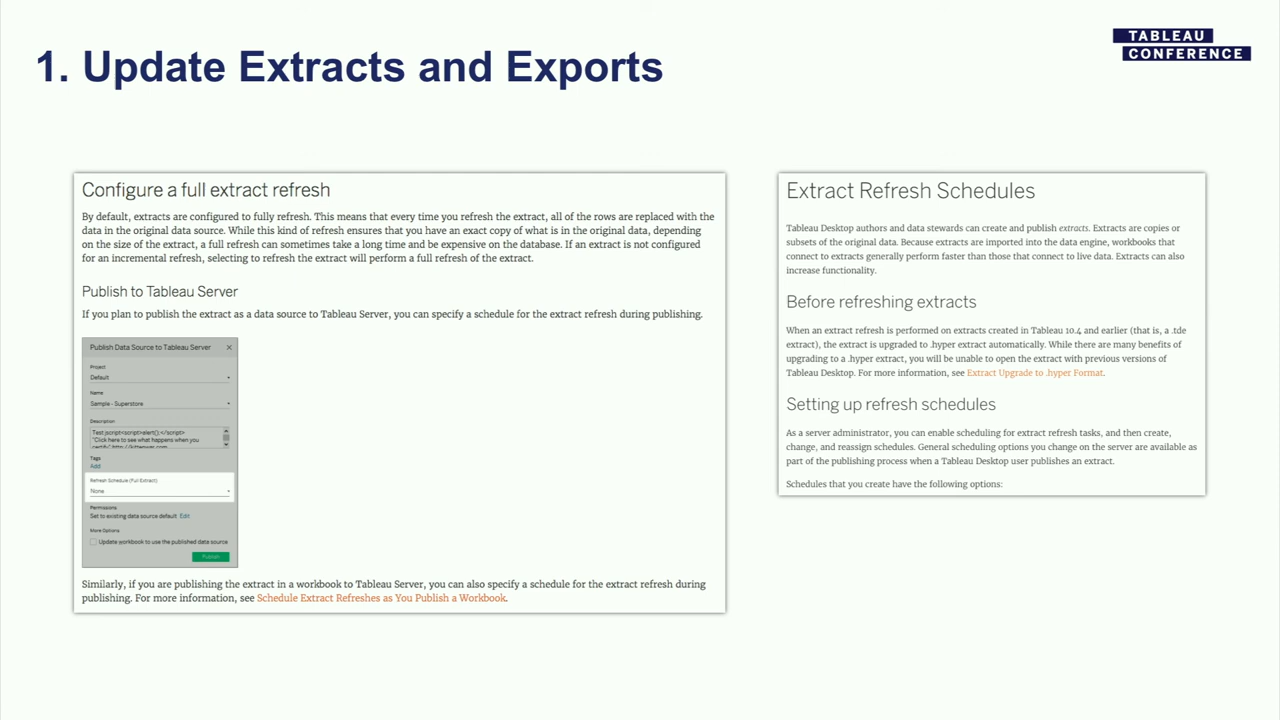 TABLEAU
CONFERENCE
1. Update Extracts and Exports
Configure a full extract refresh
By default, extracts are configured to fully refresh. This means that every time you refresh the extract, all of the rows are replaced with the
data in the original data source. While this kind of refresh ensures that you have an exact copy of what is in the original data, depending
on the size of the extract, a full refresh can sometimes take a long time and be expensive on the database. If an extract is not configured
for an incremental refresh, selecting to refresh the extract will perform a full refresh of the extract.
Publish to Tableau Server
If you plan to publish the extract as a data source to Tableau Server, you can specify a schedule for the extract refresh during publishing.
Publish Data Source to Tableau Server
Project
Default
Name
Sample - Superstore
Description
Test jscript<script>alert();</script>
"Click here to see what happens when you
Tags
Add
Refresh Schedule (Full Extract)
None
Permissions
Set to existing data source default Edit
More Options
Update workbook to use the published data source
Publish
Similarly, if you are publishing the extract in a workbook to Tableau Server, you can also specify a schedule for the extract refresh during
publishing. For more information, see Schedule Extract Refreshes as You Publish a Workbook.
Extract Refresh Schedules
Tableau Desktop authors and data stewards can create and publish extracts. Extracts are copies or
subsets of the original data. Because extracts are imported into the data engine, workbooks that
connect to extracts generally perform faster than those that connect to live data. Extracts can also
increase functionality.
Before refreshing extracts
When an extract refresh is performed on extracts created in Tableau 10.4 and earlier (that is, a .tde
extract), the extract is upgraded to .hyper extract automatically. While there are many benefits of
upgrading to a .hyper extract, you will be unable to open the extract with previous versions of
Tableau Desktop. For more information, see Extract Upgrade to .hyper Format.
Setting up refresh schedules
As a server administrator, you can enable scheduling for extract refresh tasks, and then create,
change, and reassign schedules. General scheduling options you change on the server are available as
part of the publishing process when a Tableau Desktop user publishes an extract.
Schedules that you create have the following options: